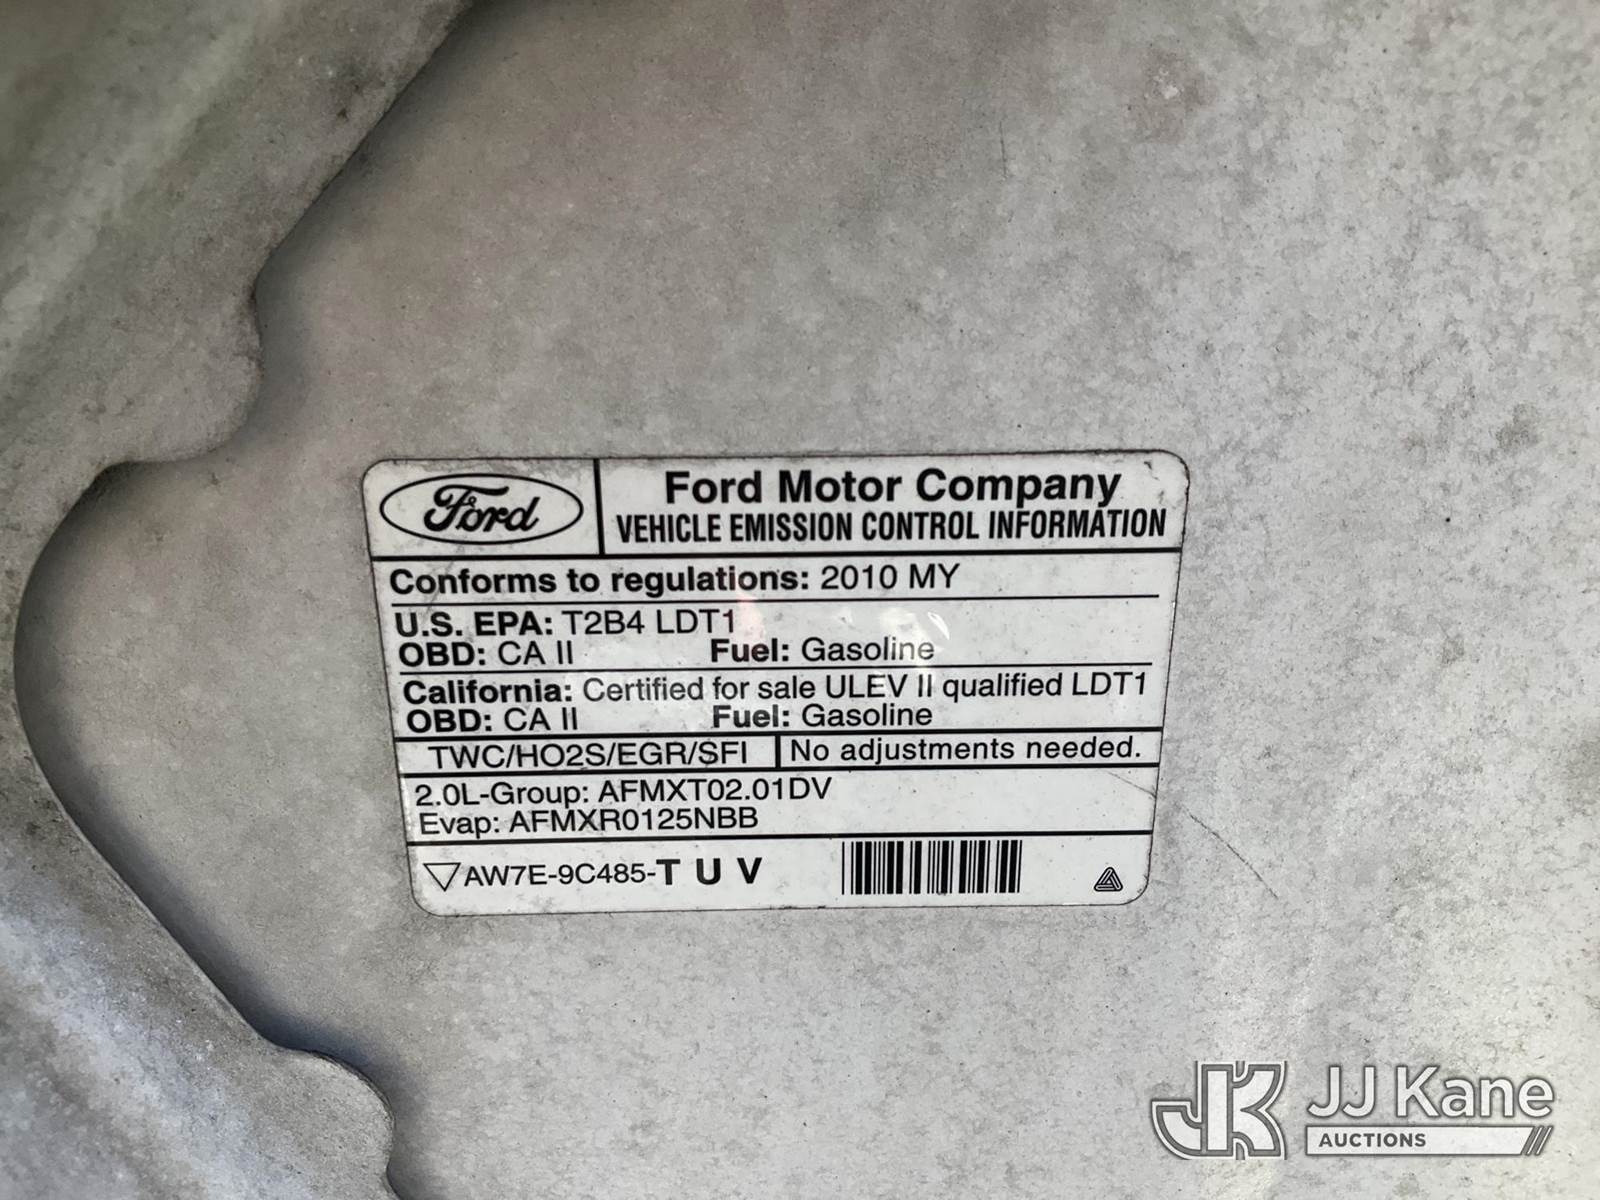 Ford
Ford Motor Company
VEHICLE EMISSION CONTROL INFORMATION
Conforms to regulations: 2010 MY
U.S. EPA: T2B4 LDT1
OBD: CA II Fuel: Gasoline
California: Certified for sale ULEV II qualified LDT1
OBD: CA II Fuel: Gasoline
TWC/HO2S/EGR/SFI No adjustments needed.
2.0L-Group: AFMXT02.01DV
Evap: AFMXR0125NBB
AW7E-9C485-T U V
JK JJ Kane
AUCTIONS